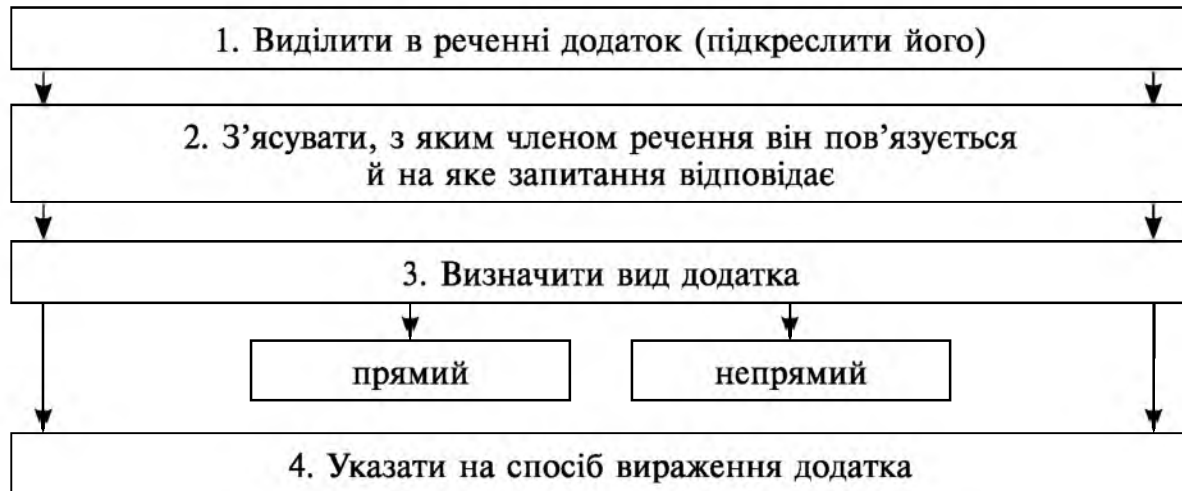 1. Виділити в реченні додаток (підкреслити його)
2. З’ясувати, з яким членом речення він пов’язується
й на яке запитання відповідає
3. Визначити вид додатка
прямий
непрямий
4. Указати на спосіб вираження додатка